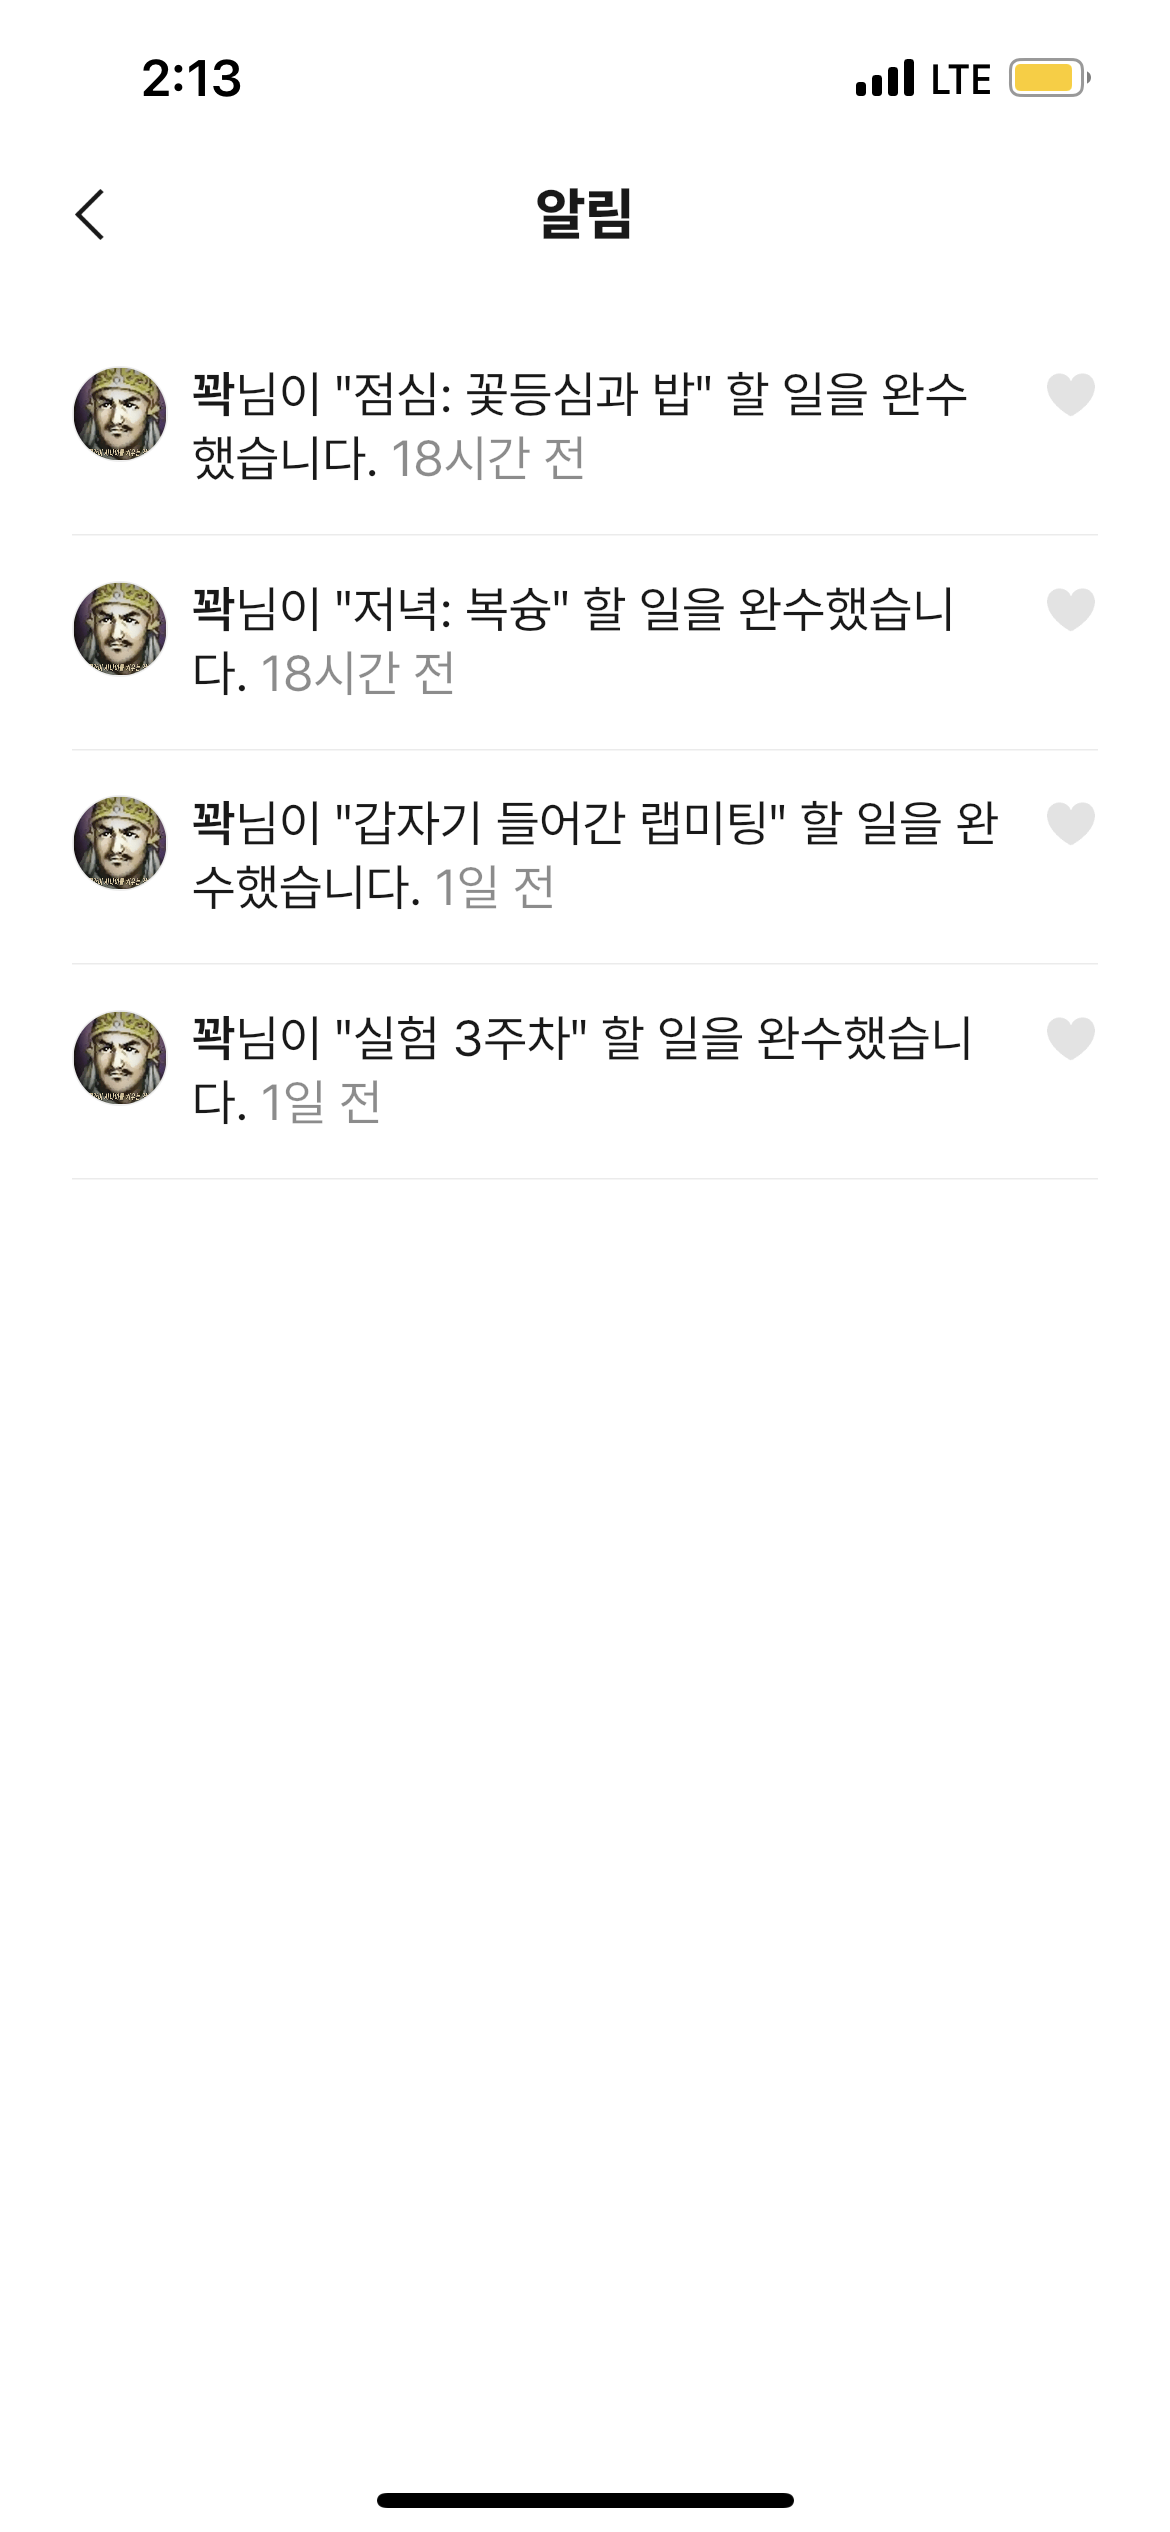 2:13
LTE
알림
꽉님이 "점심: 꽃등심과 밥" 할 일을 완수
했습니다. 18시간 전
꽉님이 "저녁: 복슝" 할 일을 완수했습니
다. 18시간 전
꽉님이 "갑자기 들어간 랩미팅" 할 일을 완
수했습니다. 1일 전
꽉님이 "실험 3주차" 할 일을 완수했습니
다. 1일 전